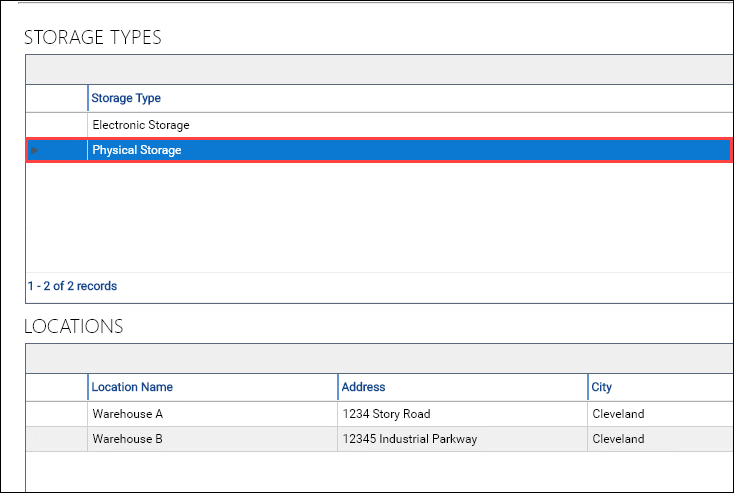 STORAGE TYPES
Storage Type
Electronic Storage
Physical Storage
1 - 2 of 2 records
LOCATIONS
Location Name Address City
Warehouse A 1234 Story Road Cleveland
Warehouse B 12345 Industrial Parkway Cleveland